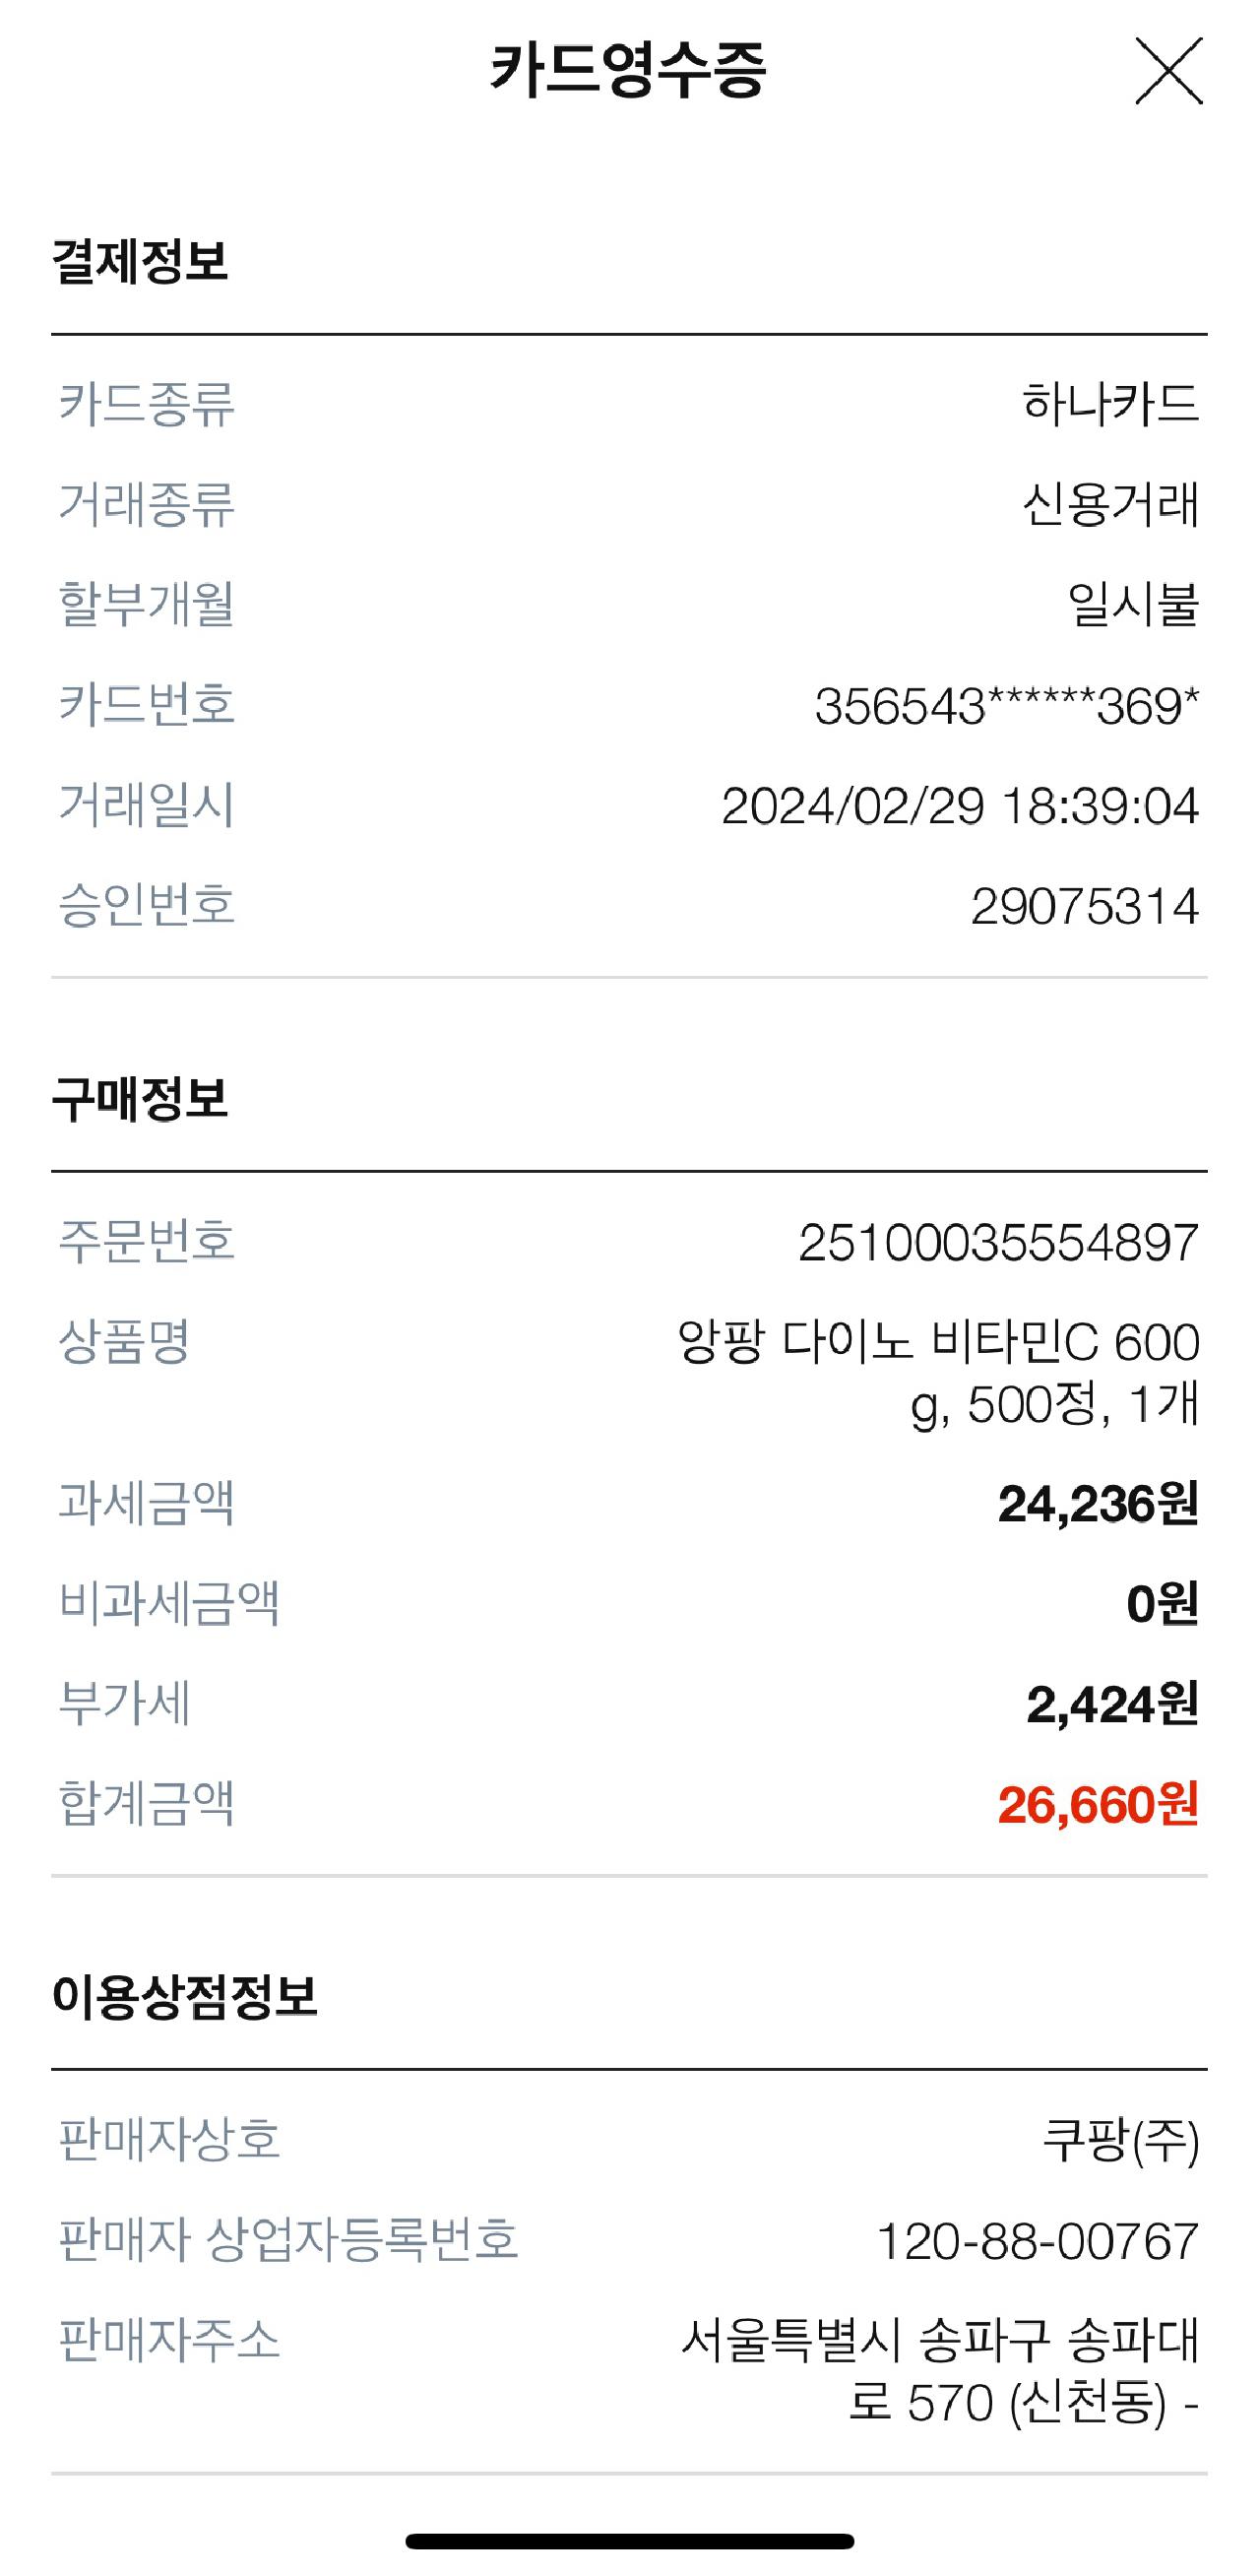 카드영수증
결제정보
카드종류 하나카드
거래종류 신용거래
할부개월 일시불
카드번호 356543******369*
거래일시 2024/02/29 18:39:04
승인번호 29075314
구매정보
주문번호 25100035554897
상품명 앙팡 다이노 비타민C 600
g, 500정, 1개
과세금액 24,236원
비과세금액 0원
부가세 2,424원
합계금액 26,660원
이용상점정보
판매자상호 쿠팡(주)
판매자 상업자등록번호 120-88-00767
판매자주소 서울특별시 송파구 송파대
로 570 (신천동) -